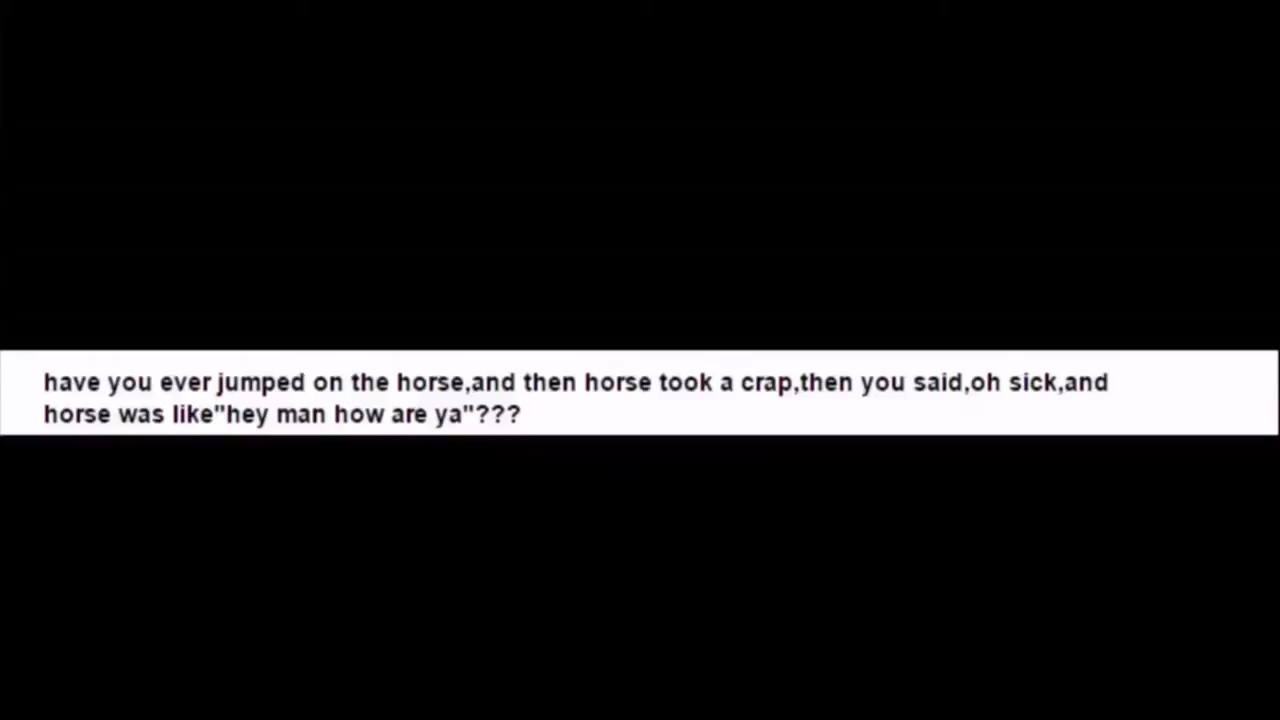 have you ever jumped on the horse,and then horse took a crap,then you said,oh sick,and
horse was like"hey man how are ya"???